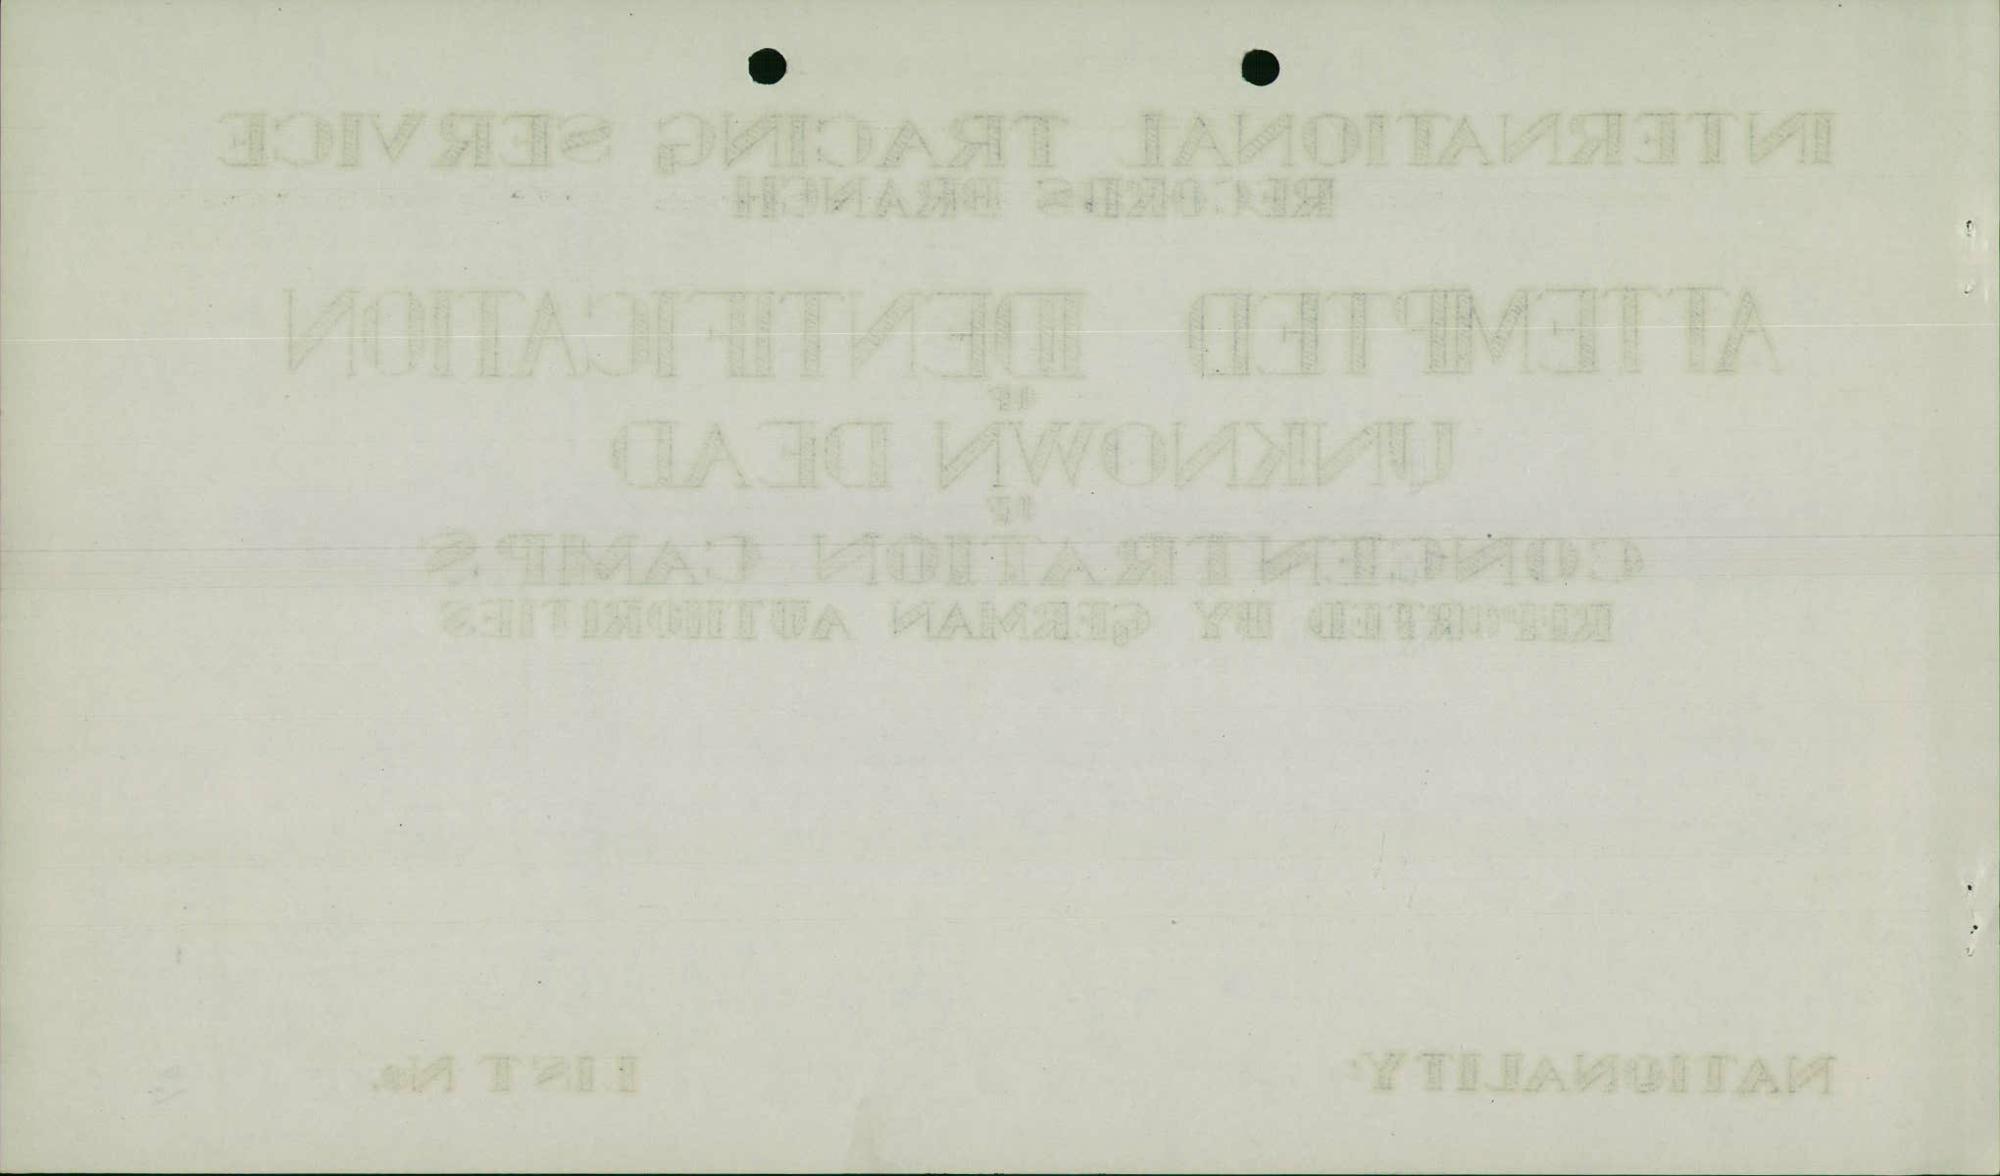 INTERNATIONAL TRACING SERVICE
RECORDS BRANCH
ATTEMPTED IDENTIFICATION
OF
UNKNOWN DEAD
CONCENTRATION CAMPS
REPORTED BY GERMAN AUTHORITIES
NATIONALITY: LIST No.